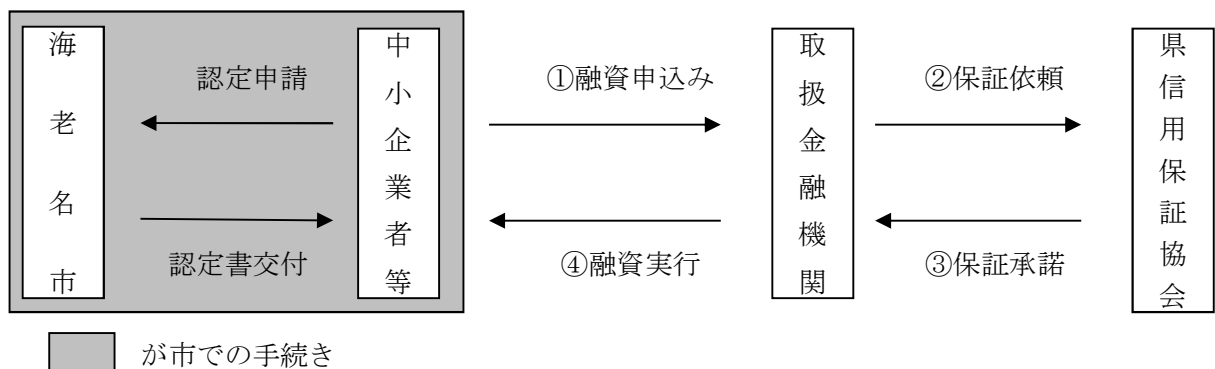 海老名市
認定申請
認定書交付
中小企業者等
①融資申込み
④融資実行
取扱金融機関
②保証依頼
③保証承諾
県信用保証協会
が市での手続き